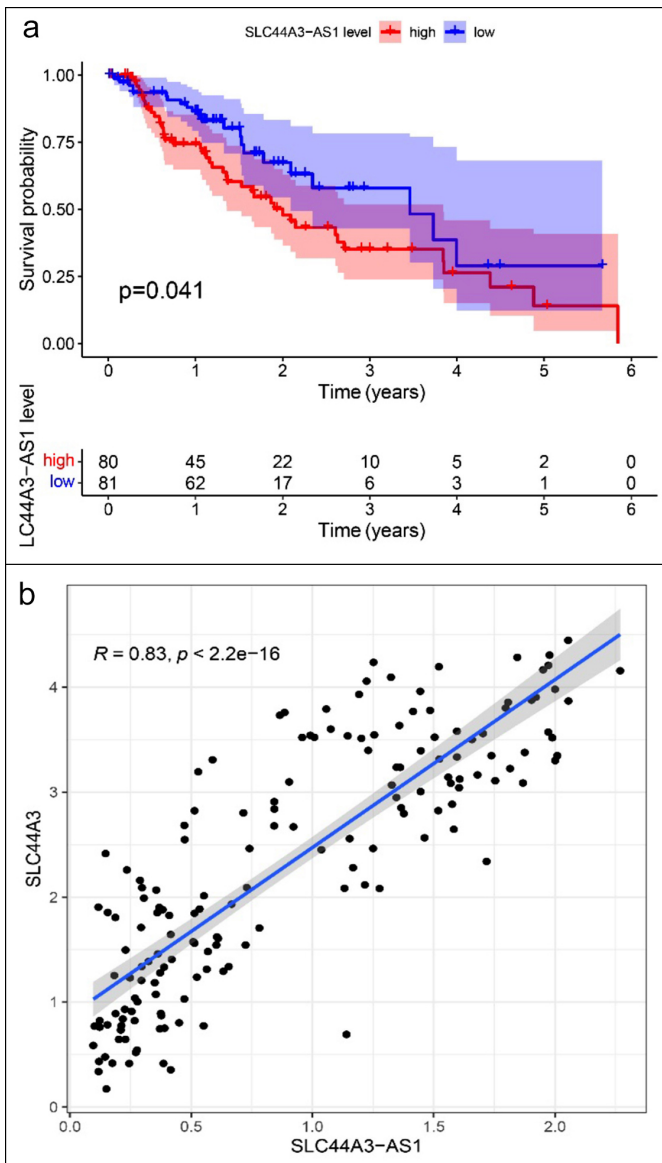 a
SLC44A3−AS1 level high low
Survival probability
1.00
0.75
0.50
0.25
0.00
p=0.041
0 1 2 3 4 5 6
Time (years)
LC44A3−AS1 level
high 80 45 22 10 5 2 0
low 81 62 17 6 3 1 0
0 1 2 3 4 5 6
Time (years)
b
R = 0.83, p < 2.2e−16
SLC44A3
4
3
2
1
0
0.0 0.5 1.0 1.5 2.0
SLC44A3−AS1